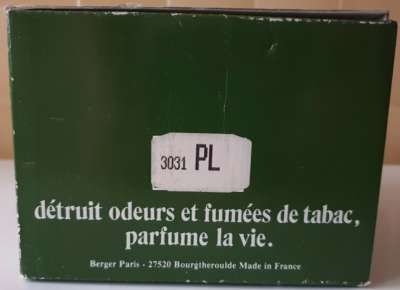 3031 PL
détruit odeurs et fumées de tabac,
parfume la vie.
Berger Paris - 27520 Bourgtheroulde Made in France